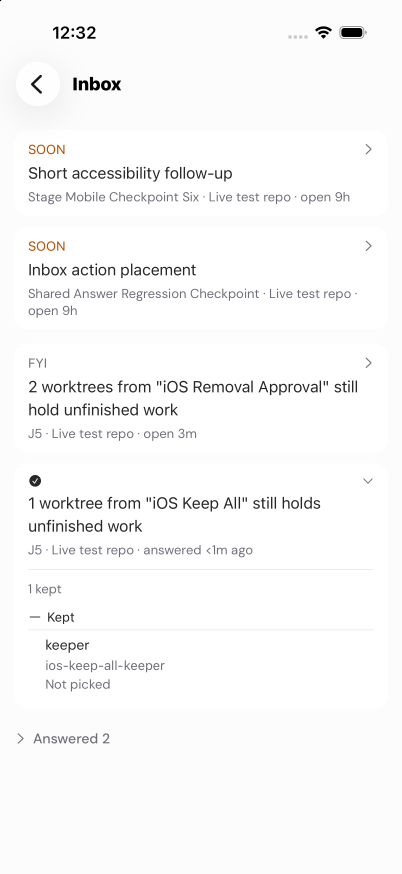 12:32
Inbox
SOON
Short accessibility follow-up
Stage Mobile Checkpoint Six · Live test repo · open 9h
SOON
Inbox action placement
Shared Answer Regression Checkpoint · Live test repo ·
open 9h
FYI
2 worktrees from "iOS Removal Approval" still
hold unfinished work
J5 · Live test repo · open 3m
1 worktree from "iOS Keep All" still holds
unfinished work
J5 · Live test repo · answered <1m ago
1 kept
— Kept
keeper
ios-keep-all-keeper
Not picked
Answered 2